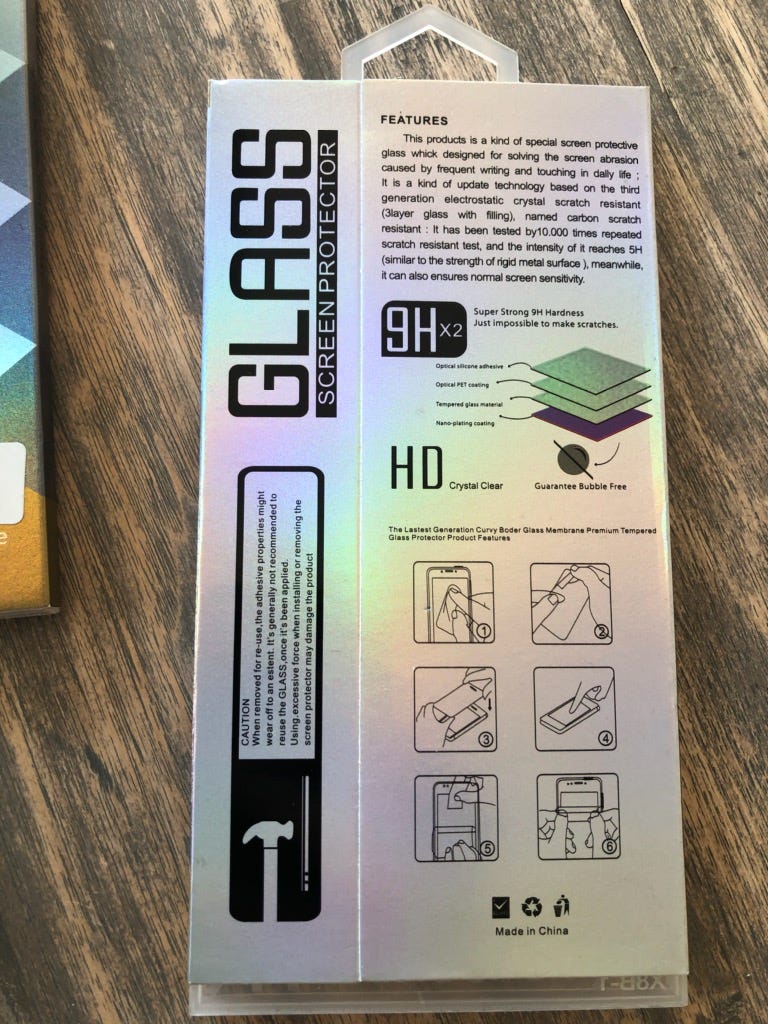 GLASS
SCREEN PROTECTOR
CAUTION
When removed for re-use,the adhesive properties might
wear off to an estent. It's generally not recommended to
reuse the GLASS,once it's been applied.
Using.excessive force when installing or removing the
screen protector may damage the product
FEATURES
This products is a kind of special screen protective
glass whick designed for solving the screen abrasion
caused by frequent writing and touching in dally life ;
It is a kind of update technology based on the third
generation electrostatic crystal scratch resistant
(3layer glass with filling), named carbon scratch
resistant : It has been tested by10.000 times repeated
scratch resistant test, and the intensity of it reaches 5H
(similar to the strength of rigid metal surface ), meanwhile,
it can also ensures normal screen sensitivity.
9H X2
Super Strong 9H Hardness
Just impossible to make scratches.
Optical silicone adhesive
Optical PET coating
Tempered glass material
Nano-plating coating
HD Crystal Clear
Guarantee Bubble Free
The Lastest Generation Curvy Boder Glass Membrane Premium Tempered
Glass Protector Product Features
1
2
3
4
5
6
Made in China
e